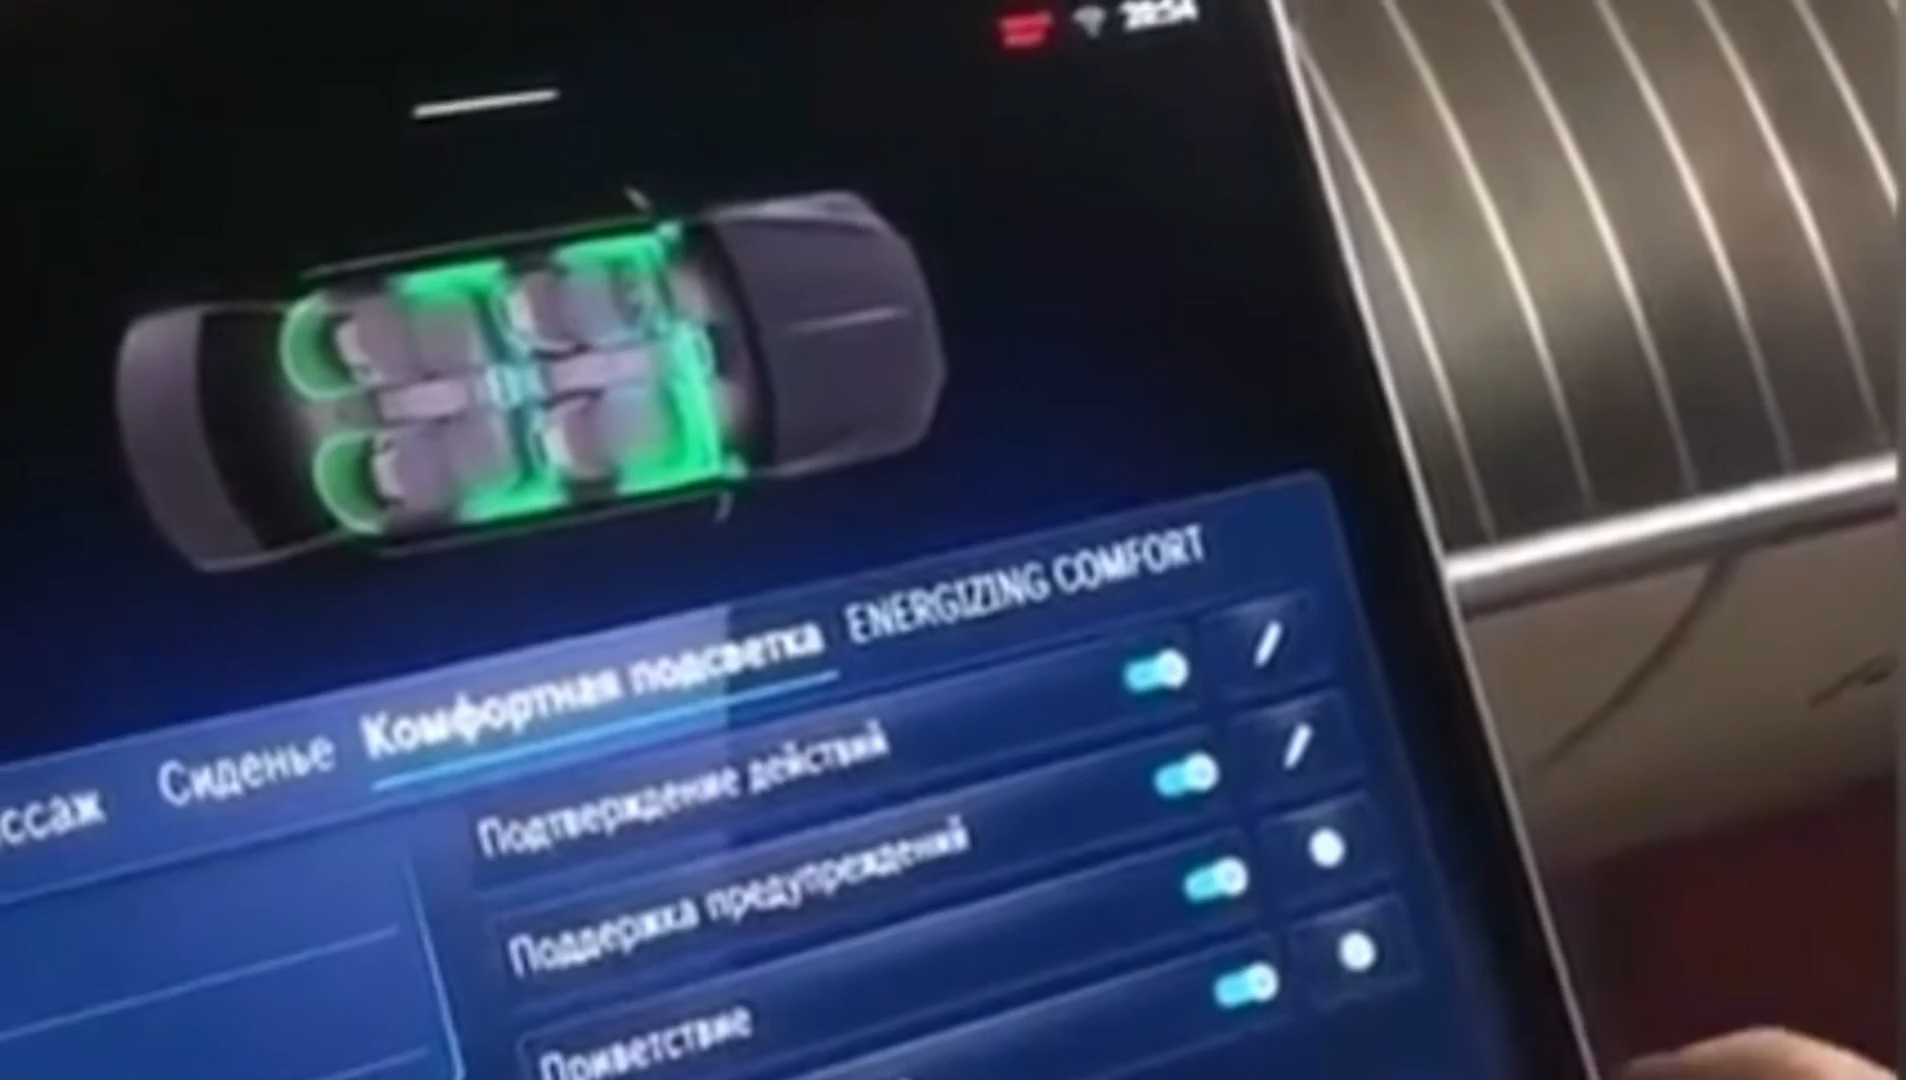 ссаж Сиденье Комфортная подсветка ENERGIZING COMFORT
Подтверждение действий
Поддержка предупреждений
Приветствие